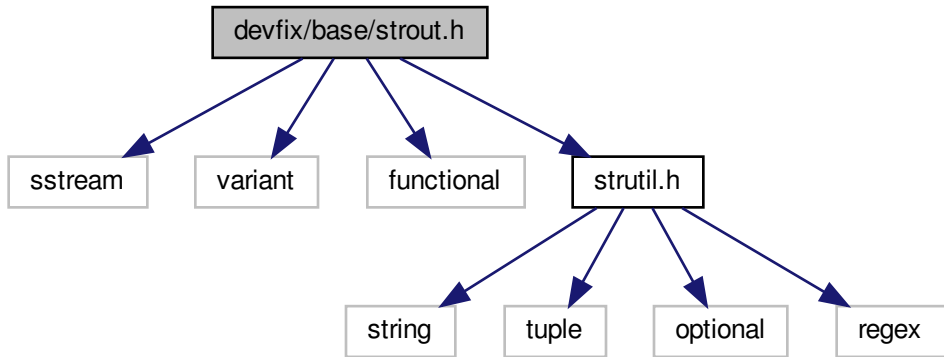 devfix/base/strout.h
sstream
variant
functional
strutil.h
string
tuple
optional
regex